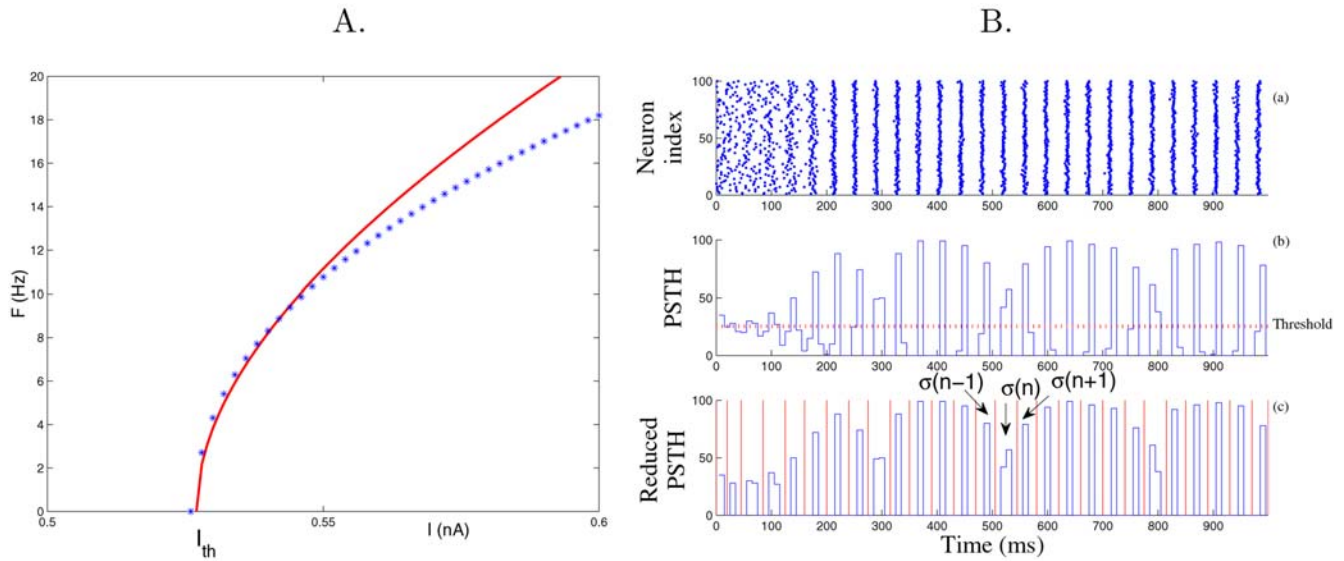 A.
B.
20
18
16
14
12
10
8
6
4
2
0
F (Hz)
0.5
0.55
0.6
I (nA)
I_th
100
50
0
Neuron index
(a)
0 100 200 300 400 500 600 700 800 900
100
50
0
PSTH
(b)
Threshold
0 100 200 300 400 500 600 700 800 900
σ(n−1) σ(n) σ(n+1)
100
50
0
Reduced PSTH
(c)
0 100 200 300 400 500 600 700 800 900
Time (ms)